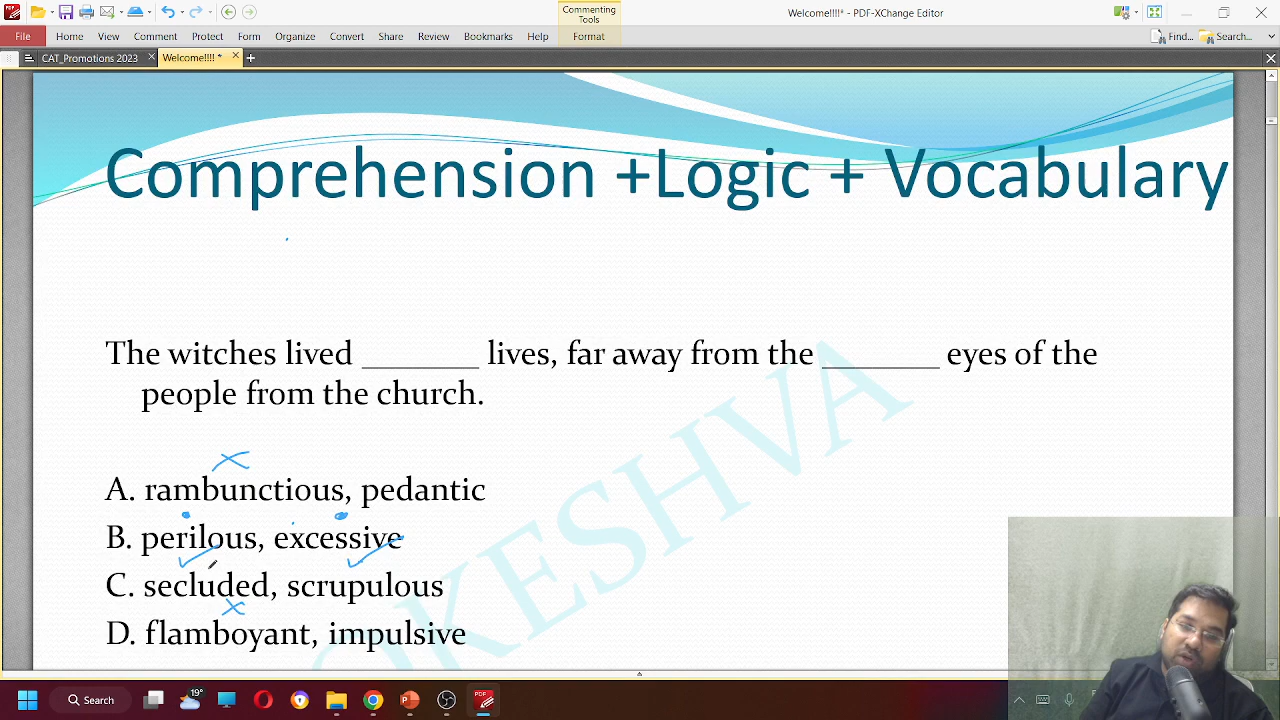 Commenting
Tools
Welcome!!!!* - PDF-XChange Editor
File Home View Comment Protect Form Organize Convert Share Review Bookmarks Help Format Find... Search...
CAT_Promotions 2023 Welcome!!!! *
Comprehension +Logic + Vocabulary
The witches lived ________ lives, far away from the ________ eyes of the
people from the church.
A. rambunctious, pedantic
B. perilous, excessive
C. secluded, scrupulous
D. flamboyant, impulsive
OKESHVA
Search 19°